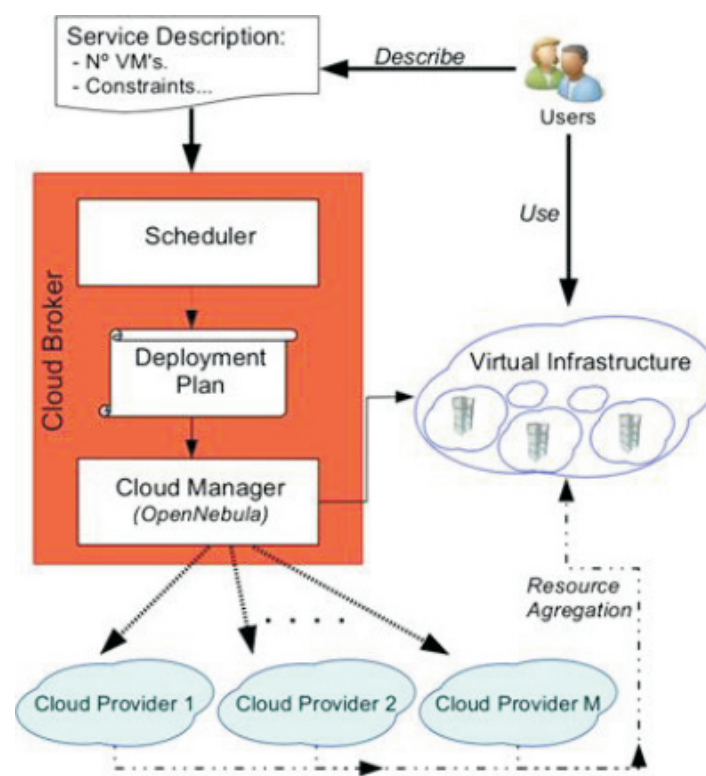 Service Description:
- Nº VM's.
- Constraints...
Describe
Users
Use
Cloud Broker
Scheduler
Deployment
Plan
Cloud Manager
(OpenNebula)
Virtual Infrastructure
Resource
Agregation
. . . .
Cloud Provider 1
Cloud Provider 2
Cloud Provider M